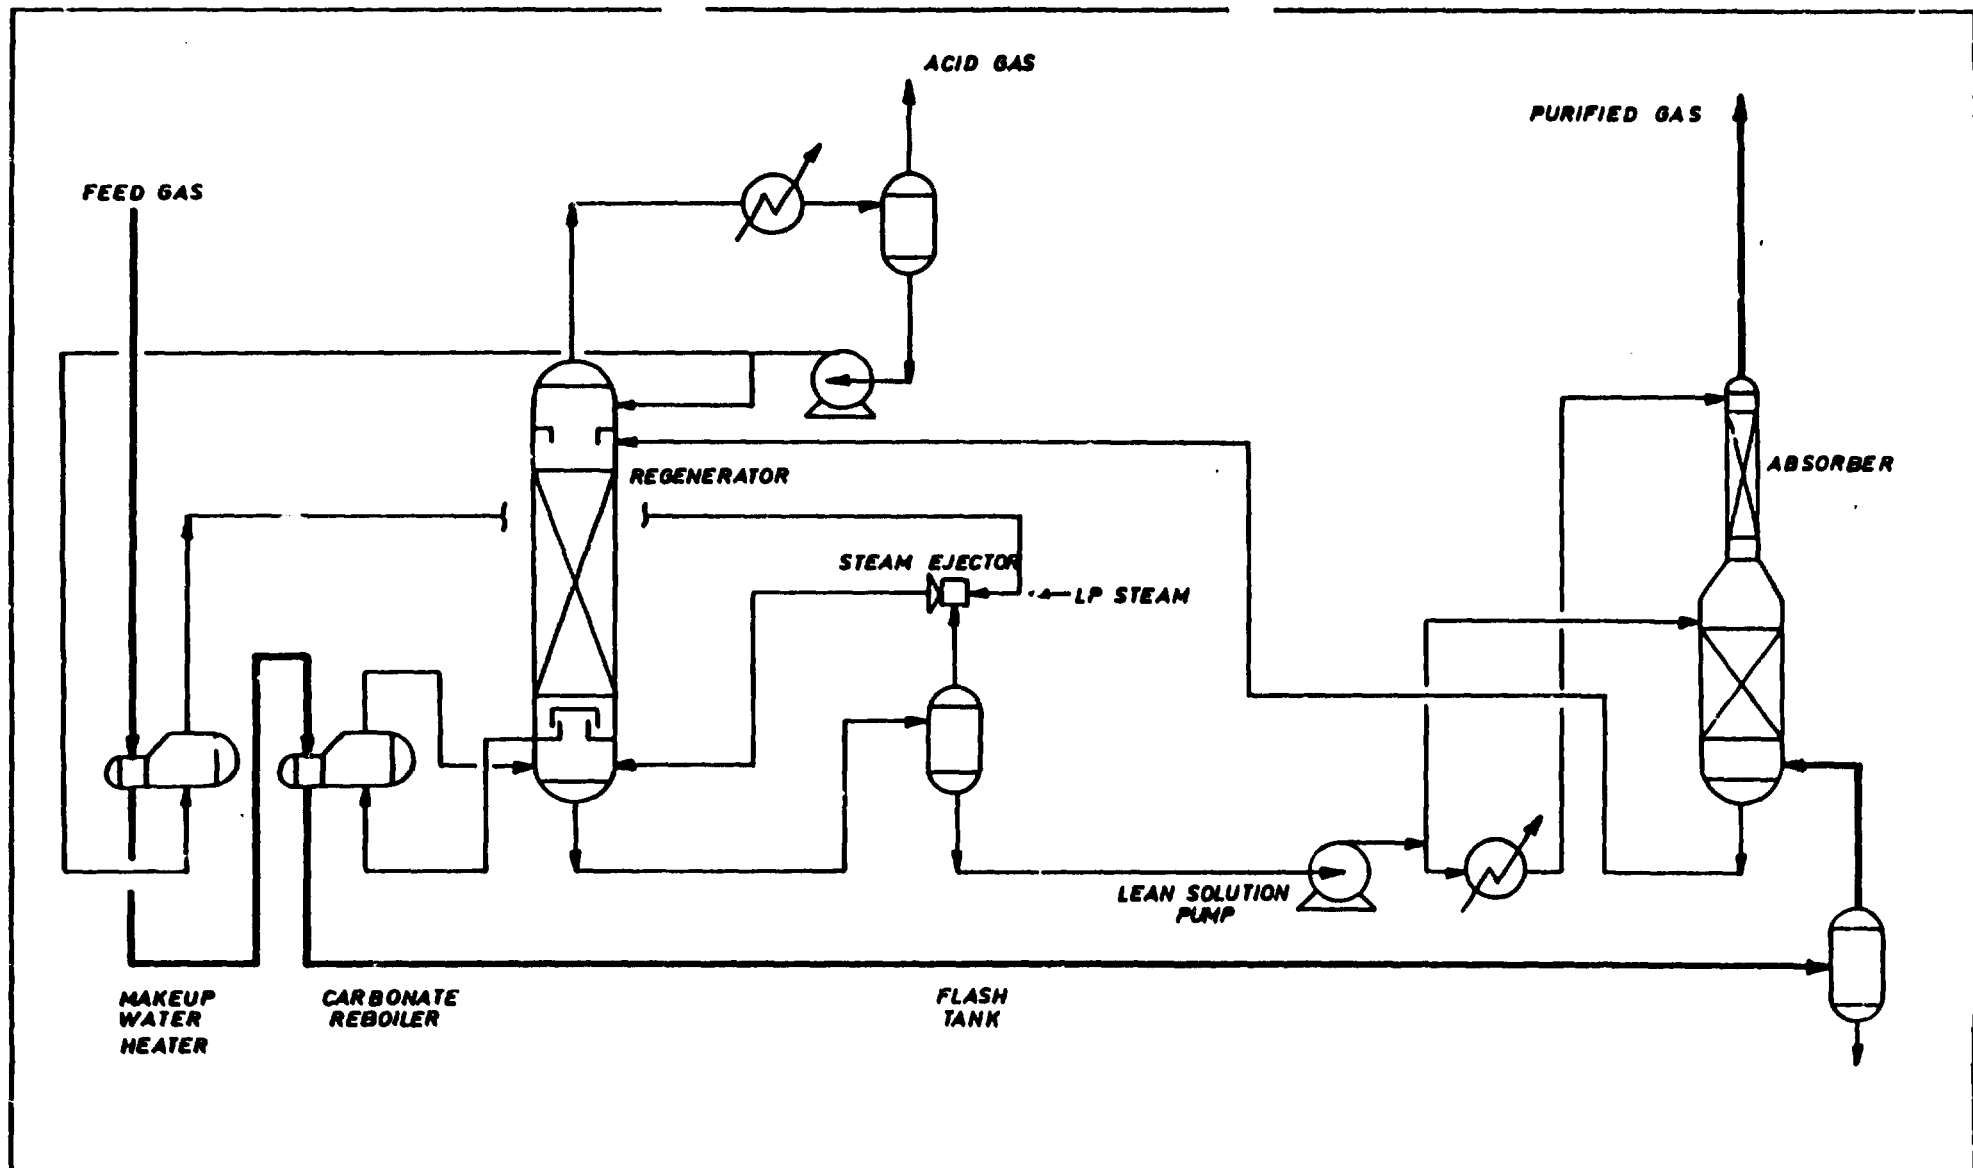 ACID GAS
PURIFIED GAS
FEED GAS
REGENERATOR
ABSORBER
STEAM EJECTOR
LP STEAM
LEAN SOLUTION
PUMP
MAKEUP
WATER
HEATER
CARBONATE
REBOILER
FLASH
TANK